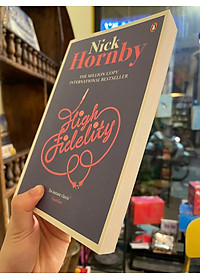 Nick
Hornby
THE MILLION-COPY
INTERNATIONAL BESTSELLER
High
Fidelity